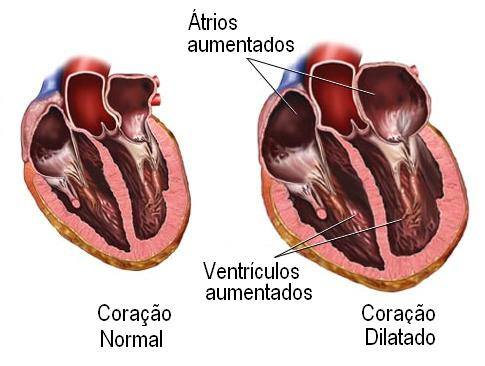 Átrios
aumentados
Ventrículos
aumentados
Coração
Normal
Coração
Dilatado